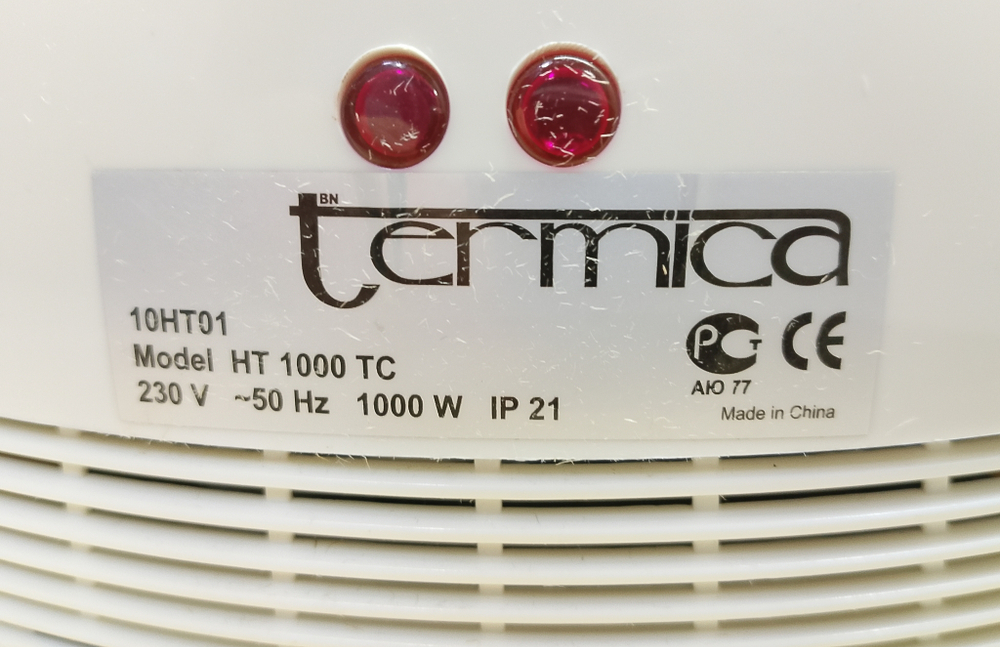 BN
termica
10HT01
Model HT 1000 TC
230 V ~50 Hz 1000 W IP 21
РСТ CE
АЮ 77
Made in China